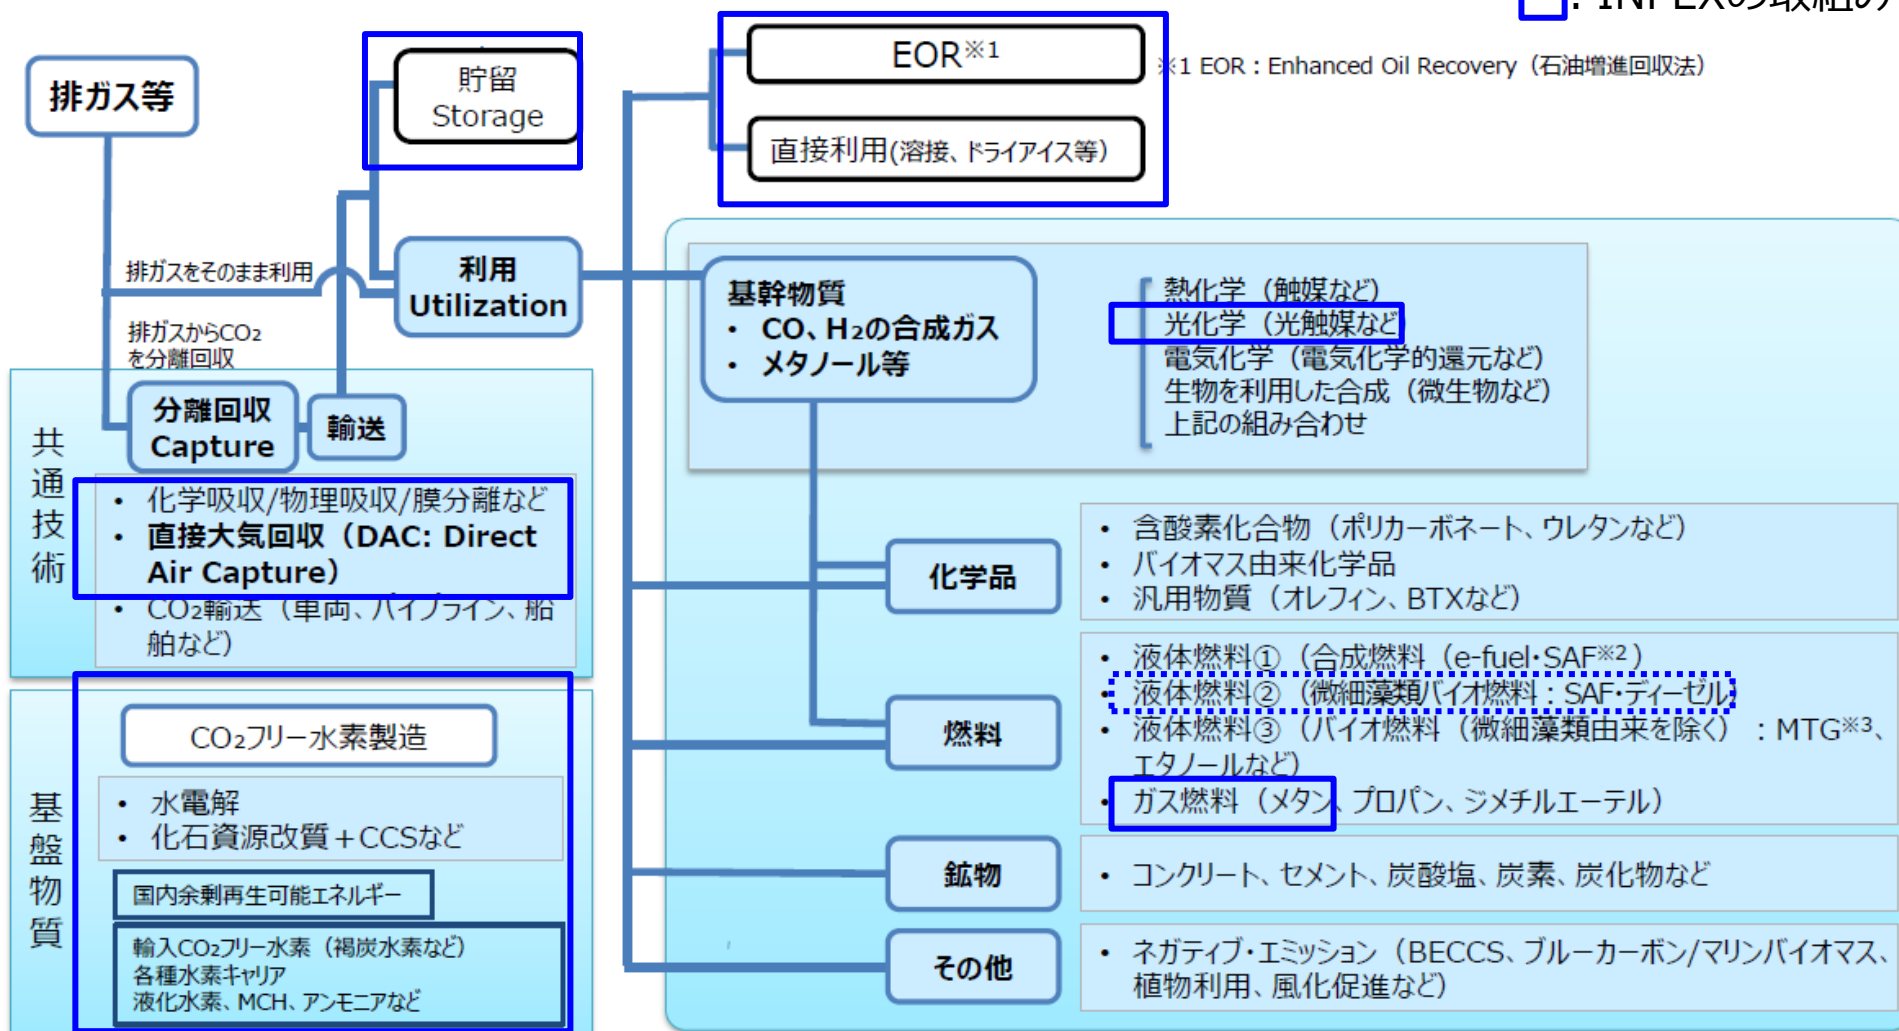 : INPEXの取組み
排ガス等
貯留
Storage
EOR※1
※1 EOR : Enhanced Oil Recovery（石油増進回収法）
直接利用(溶接、ドライアイス等)
排ガスをそのまま利用
利用
Utilization
排ガスからCO₂
を分離回収
基幹物質
• CO、H₂の合成ガス
• メタノール等
熱化学（触媒など）
光化学（光触媒など
電気化学（電気化学的還元など）
生物を利用した合成（微生物など）
上記の組み合わせ
共通技術
分離回収
Capture
輸送
• 化学吸収/物理吸収/膜分離など
• 直接大気回収（DAC: Direct
Air Capture）
• CO₂輸送（車両、パイプライン、船
舶など）
化学品
• 含酸素化合物（ポリカーボネート、ウレタンなど）
• バイオマス由来化学品
• 汎用物質（オレフィン、BTXなど）
燃料
• 液体燃料①（合成燃料（e-fuel・SAF※2）
• 液体燃料②（微細藻類バイオ燃料：SAF・ディーゼル）
• 液体燃料③（バイオ燃料（微細藻類由来を除く）：MTG※3、
エタノールなど）
• ガス燃料（メタン、プロパン、ジメチルエーテル）
鉱物
• コンクリート、セメント、炭酸塩、炭素、炭化物など
その他
• ネガティブ・エミッション（BECCS、ブルーカーボン/マリンバイオマス、
植物利用、風化促進など）
基盤物質
CO₂フリー水素製造
• 水電解
• 化石資源改質＋CCSなど
国内余剰再生可能エネルギー
輸入CO₂フリー水素（褐炭水素など）
各種水素キャリア
液化水素、MCH、アンモニアなど